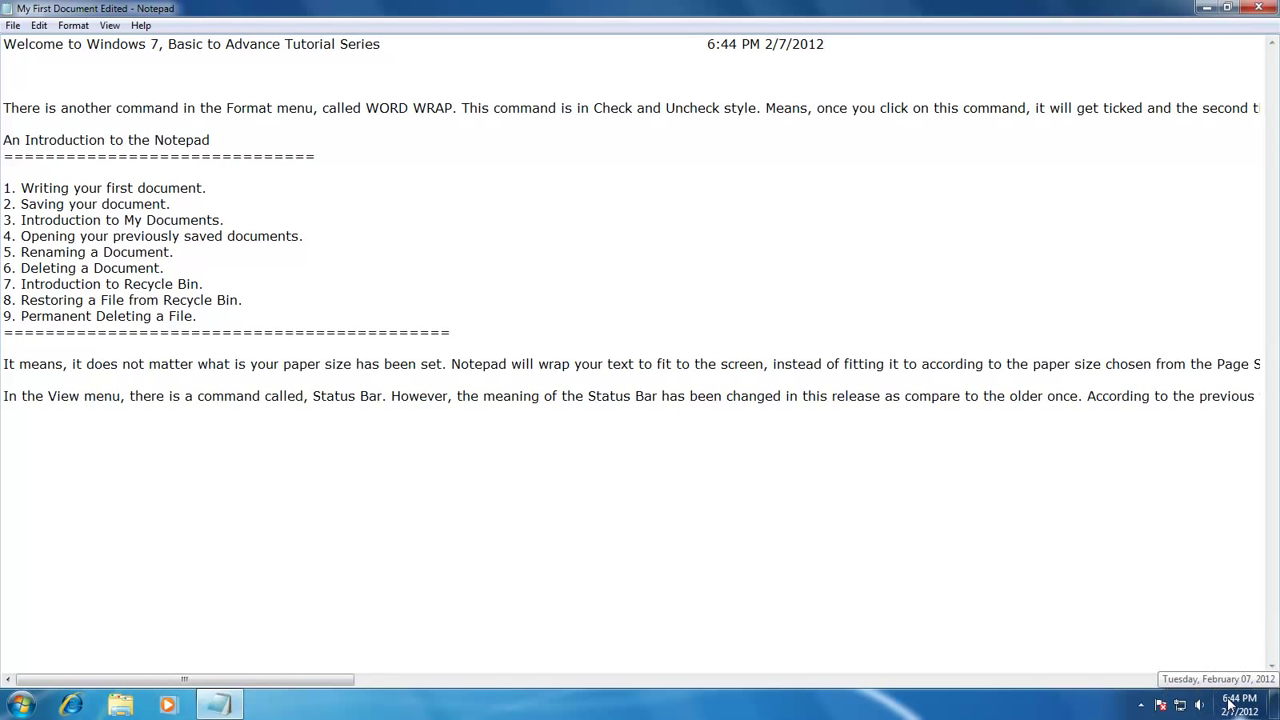 My First Document Edited - Notepad
File Edit Format View Help
Welcome to Windows 7, Basic to Advance Tutorial Series 6:44 PM 2/7/2012
There is another command in the Format menu, called WORD WRAP. This command is in Check and Uncheck style. Means, once you click on this command, it will get ticked and the second
An Introduction to the Notepad
==============================
1. Writing your first document.
2. Saving your document.
3. Introduction to My Documents.
4. Opening your previously saved documents.
5. Renaming a Document.
6. Deleting a Document.
7. Introduction to Recycle Bin.
8. Restoring a File from Recycle Bin.
9. Permanent Deleting a File.
===========================================
It means, it does not matter what is your paper size has been set. Notepad will wrap your text to fit to the screen, instead of fitting it to according to the paper size chosen from the Page S
In the View menu, there is a command called, Status Bar. However, the meaning of the Status Bar has been changed in this release as compare to the older once. According to the previous
Tuesday, February 07, 2012
6:44 PM
2/7/2012